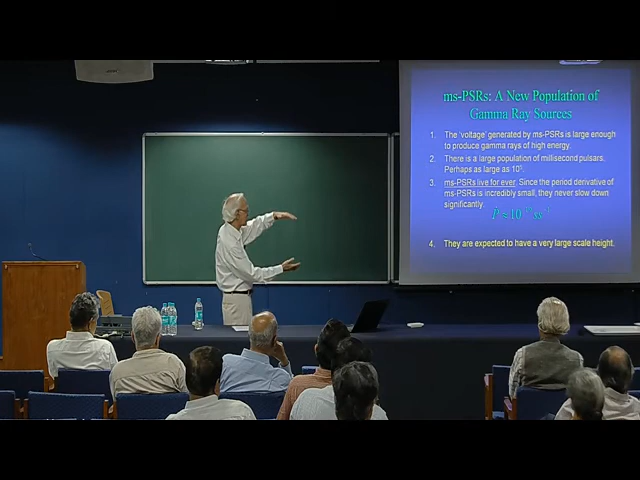 ms-PSRs: A New Population of
Gamma Ray Sources
1. The 'voltage' generated by ms-PSRs is large enough
to produce gamma rays of high energy.
2. There is a large population of millisecond pulsars.
Perhaps as large as 10⁵.
3. ms-PSRs live for ever. Since the period derivative of
ms-PSRs is incredibly small, they never slow down
significantly.
4. They are expected to have a very large scale height.